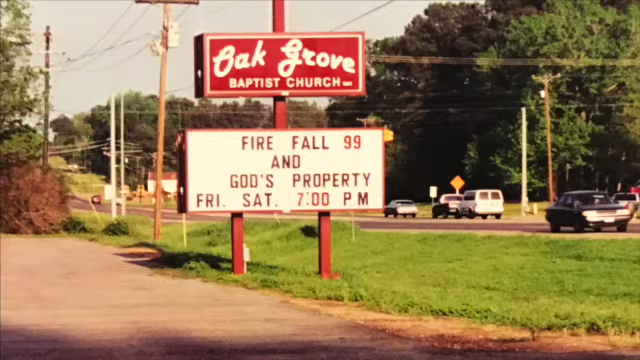 Oak Grove
BAPTIST CHURCH
FIRE FALL 99
AND
GOD'S PROPERTY
FRI. SAT. 7:00 PM